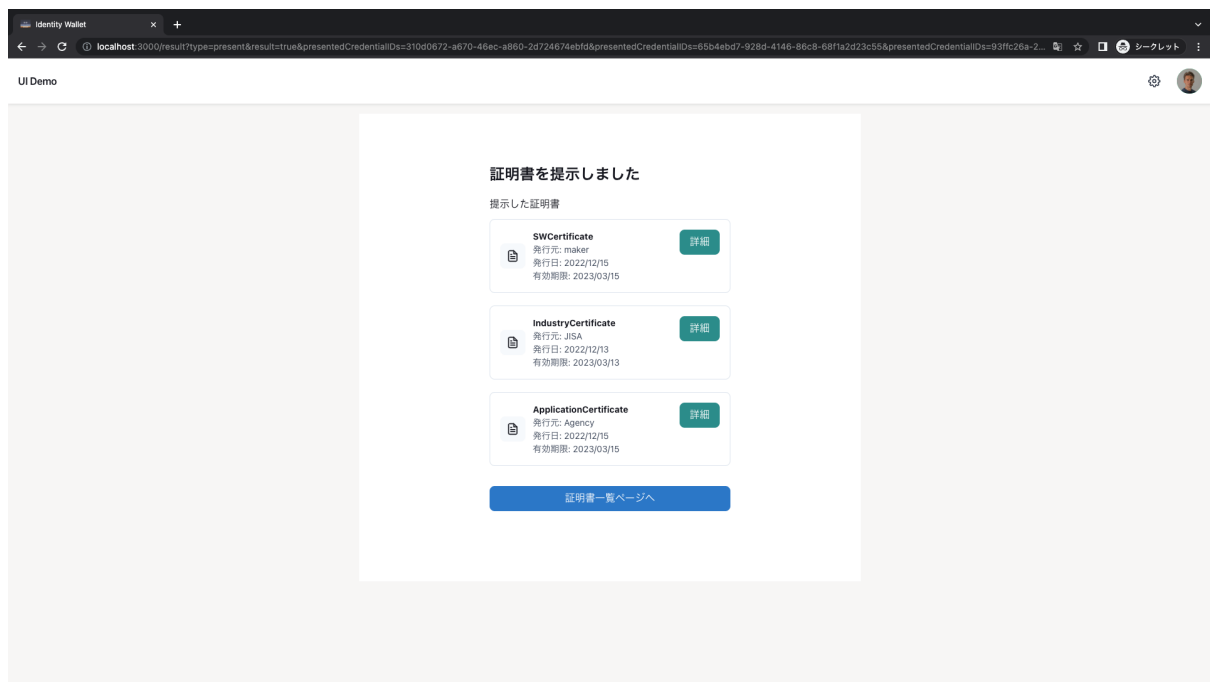 Identity Wallet
localhost:3000/result?type=present&result=true&presentedCredentialIDs=310d0672-a670-46ec-a860-2d724674ebfd&presentedCredentialIDs=65b4ebd7-928d-4146-86c8-68f1a2d23c55&presentedCredentialIDs=93ffc26a-2...
シークレット
UI Demo
証明書を提示しました
提示した証明書
SWCertificate
詳細
発行元: maker
発行日: 2022/12/15
有効期限: 2023/03/15
IndustryCertificate
詳細
発行元: JISA
発行日: 2022/12/13
有効期限: 2023/03/13
ApplicationCertificate
詳細
発行元: Agency
発行日: 2022/12/15
有効期限: 2023/03/15
証明書一覧ページへ